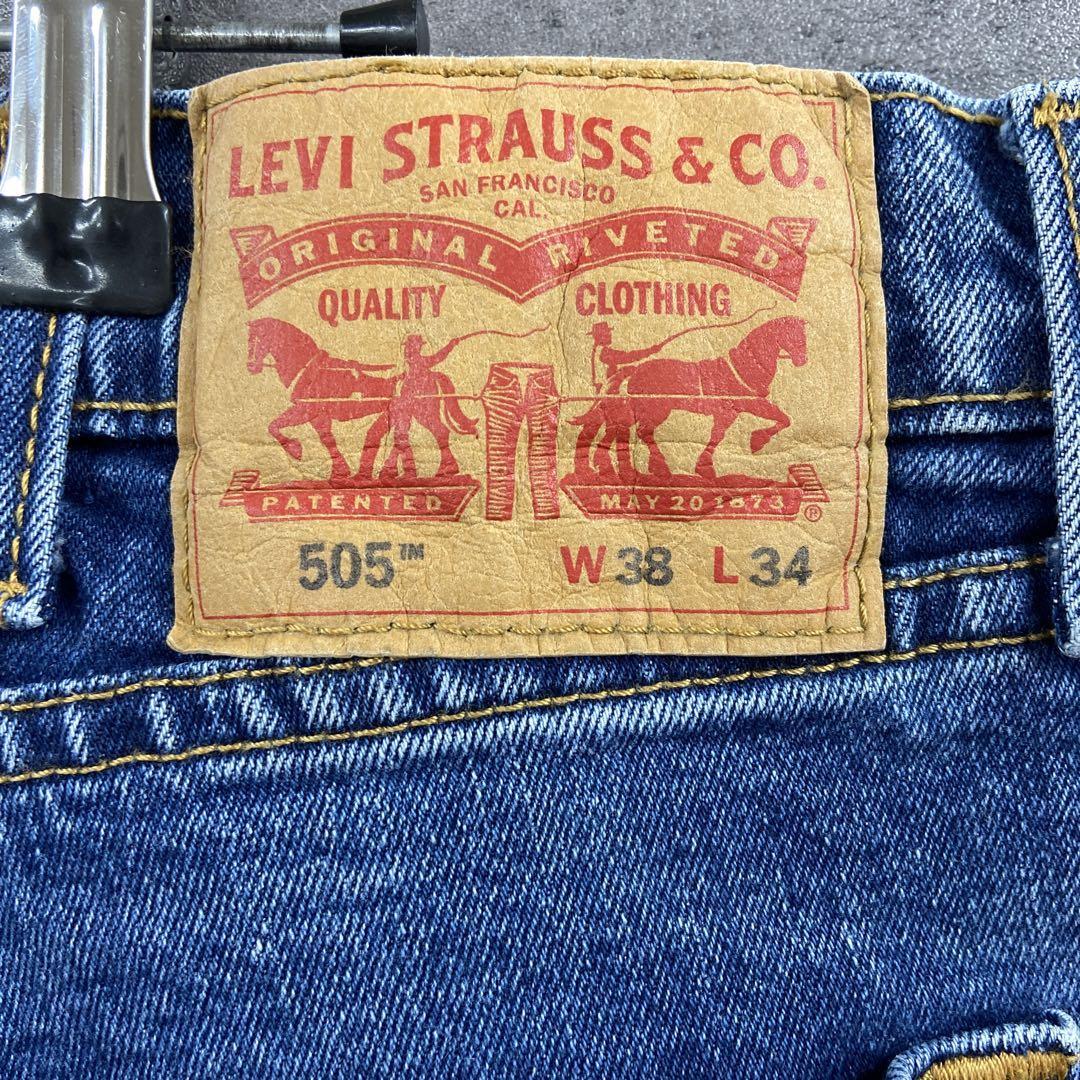 LEVI STRAUSS & CO.
SAN FRANCISCO
CAL.
ORIGINAL RIVETED
QUALITY CLOTHING
PATENTED MAY 20 1873 ®
505™ W38 L34